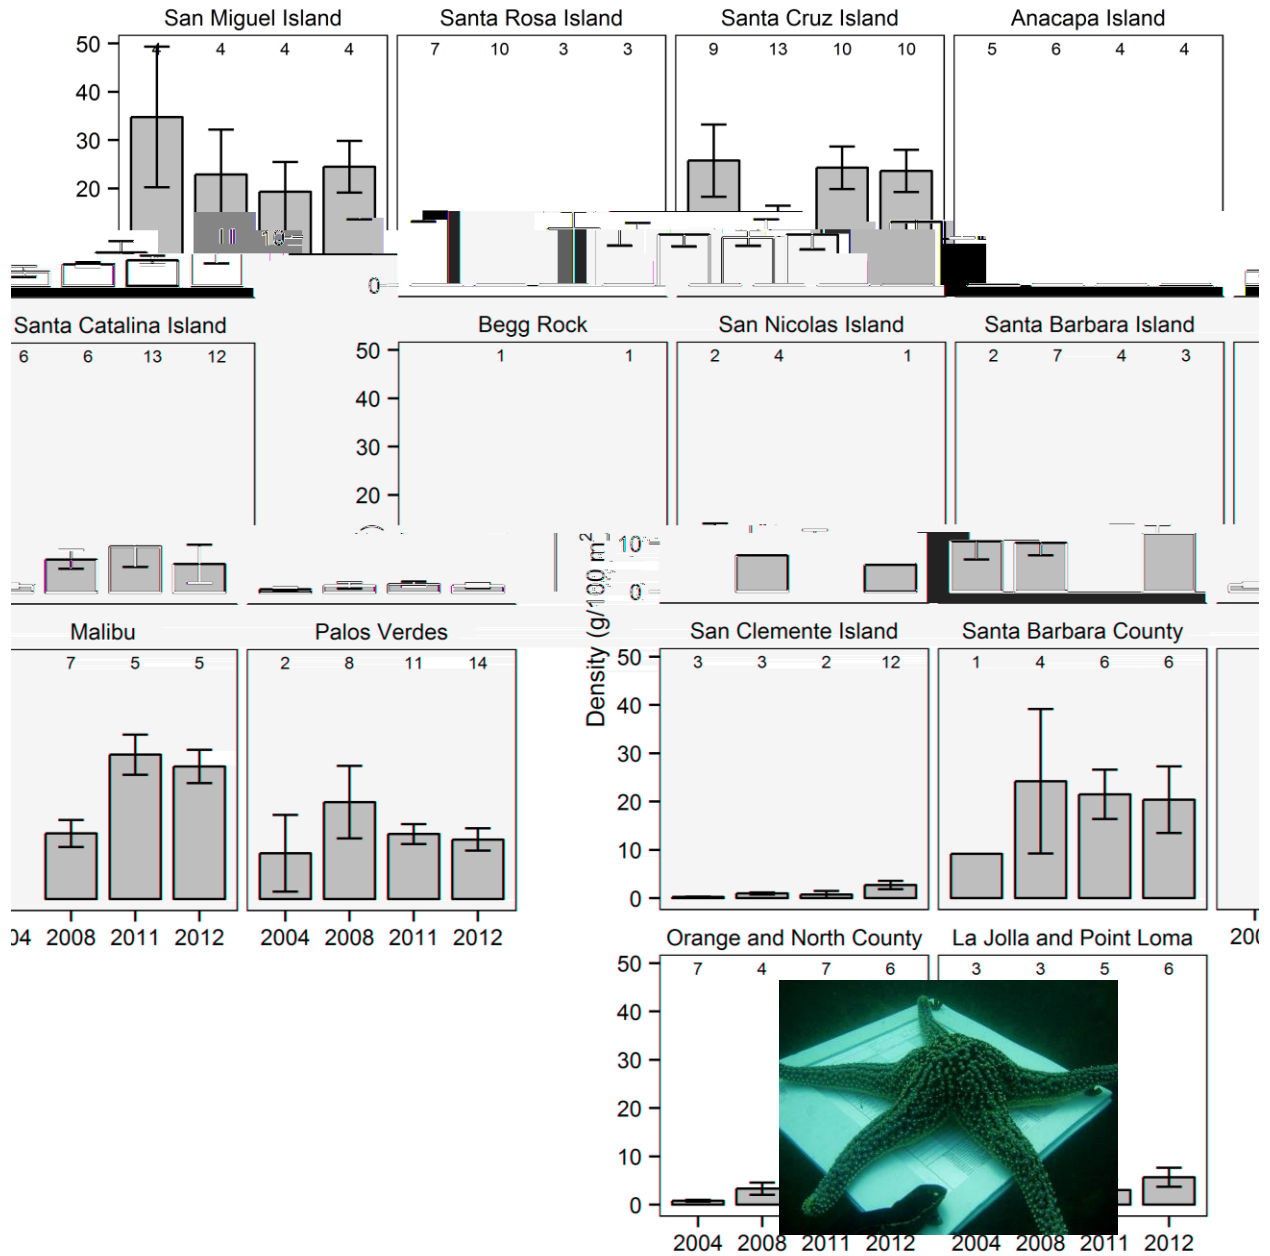 San Miguel Island Santa Rosa Island Santa Cruz Island Anacapa Island
50 4 4 4 4 7 10 3 3 9 13 10 10 5 6 4 4
40
30
20
10
0
Santa Catalina Island Begg Rock San Nicolas Island Santa Barbara Island
6 6 13 12 50 1 1 2 4 1 2 7 4 3
40
30
20
10
0
Density (g/100 m²
Malibu Palos Verdes San Clemente Island Santa Barbara County
7 5 5 2 8 11 14 50 3 3 2 12 1 4 6 6
40
30
20
10
0
04 2008 2011 2012 2004 2008 2011 2012 200
Orange and North County La Jolla and Point Loma
50 7 4 7 6 3 3 5 6
40
30
20
10
0
2004 2008 2011 2012 2004 2008 2011 2012